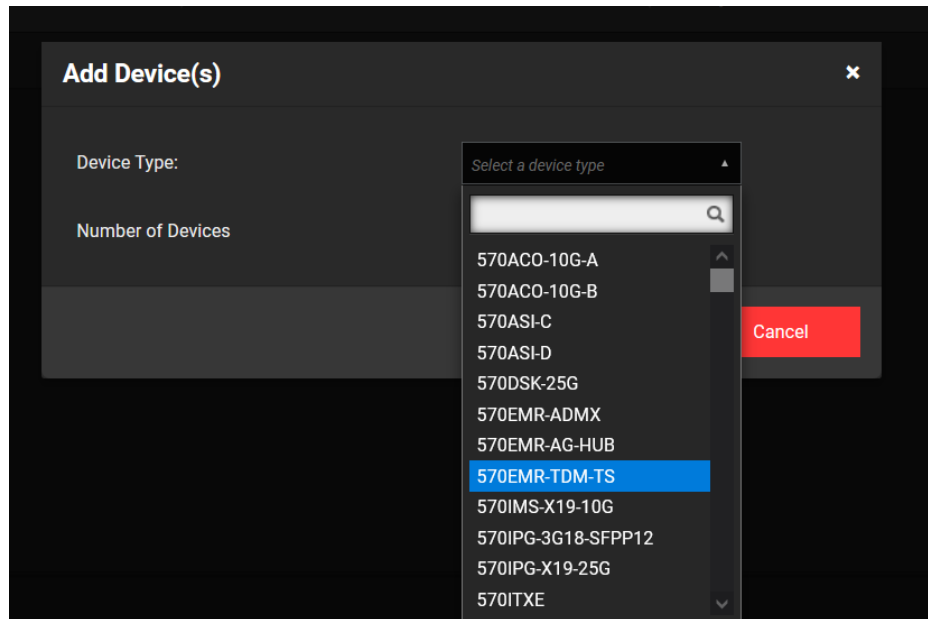 Add Device(s)
Device Type:
Select a device type
Number of Devices
570ACO-10G-A
570ACO-10G-B
570ASI-C
570ASI-D
570DSK-25G
570EMR-ADMX
570EMR-AG-HUB
570EMR-TDM-TS
570IMS-X19-10G
570IPG-3G18-SFPP12
570IPG-X19-25G
570ITXE
Cancel